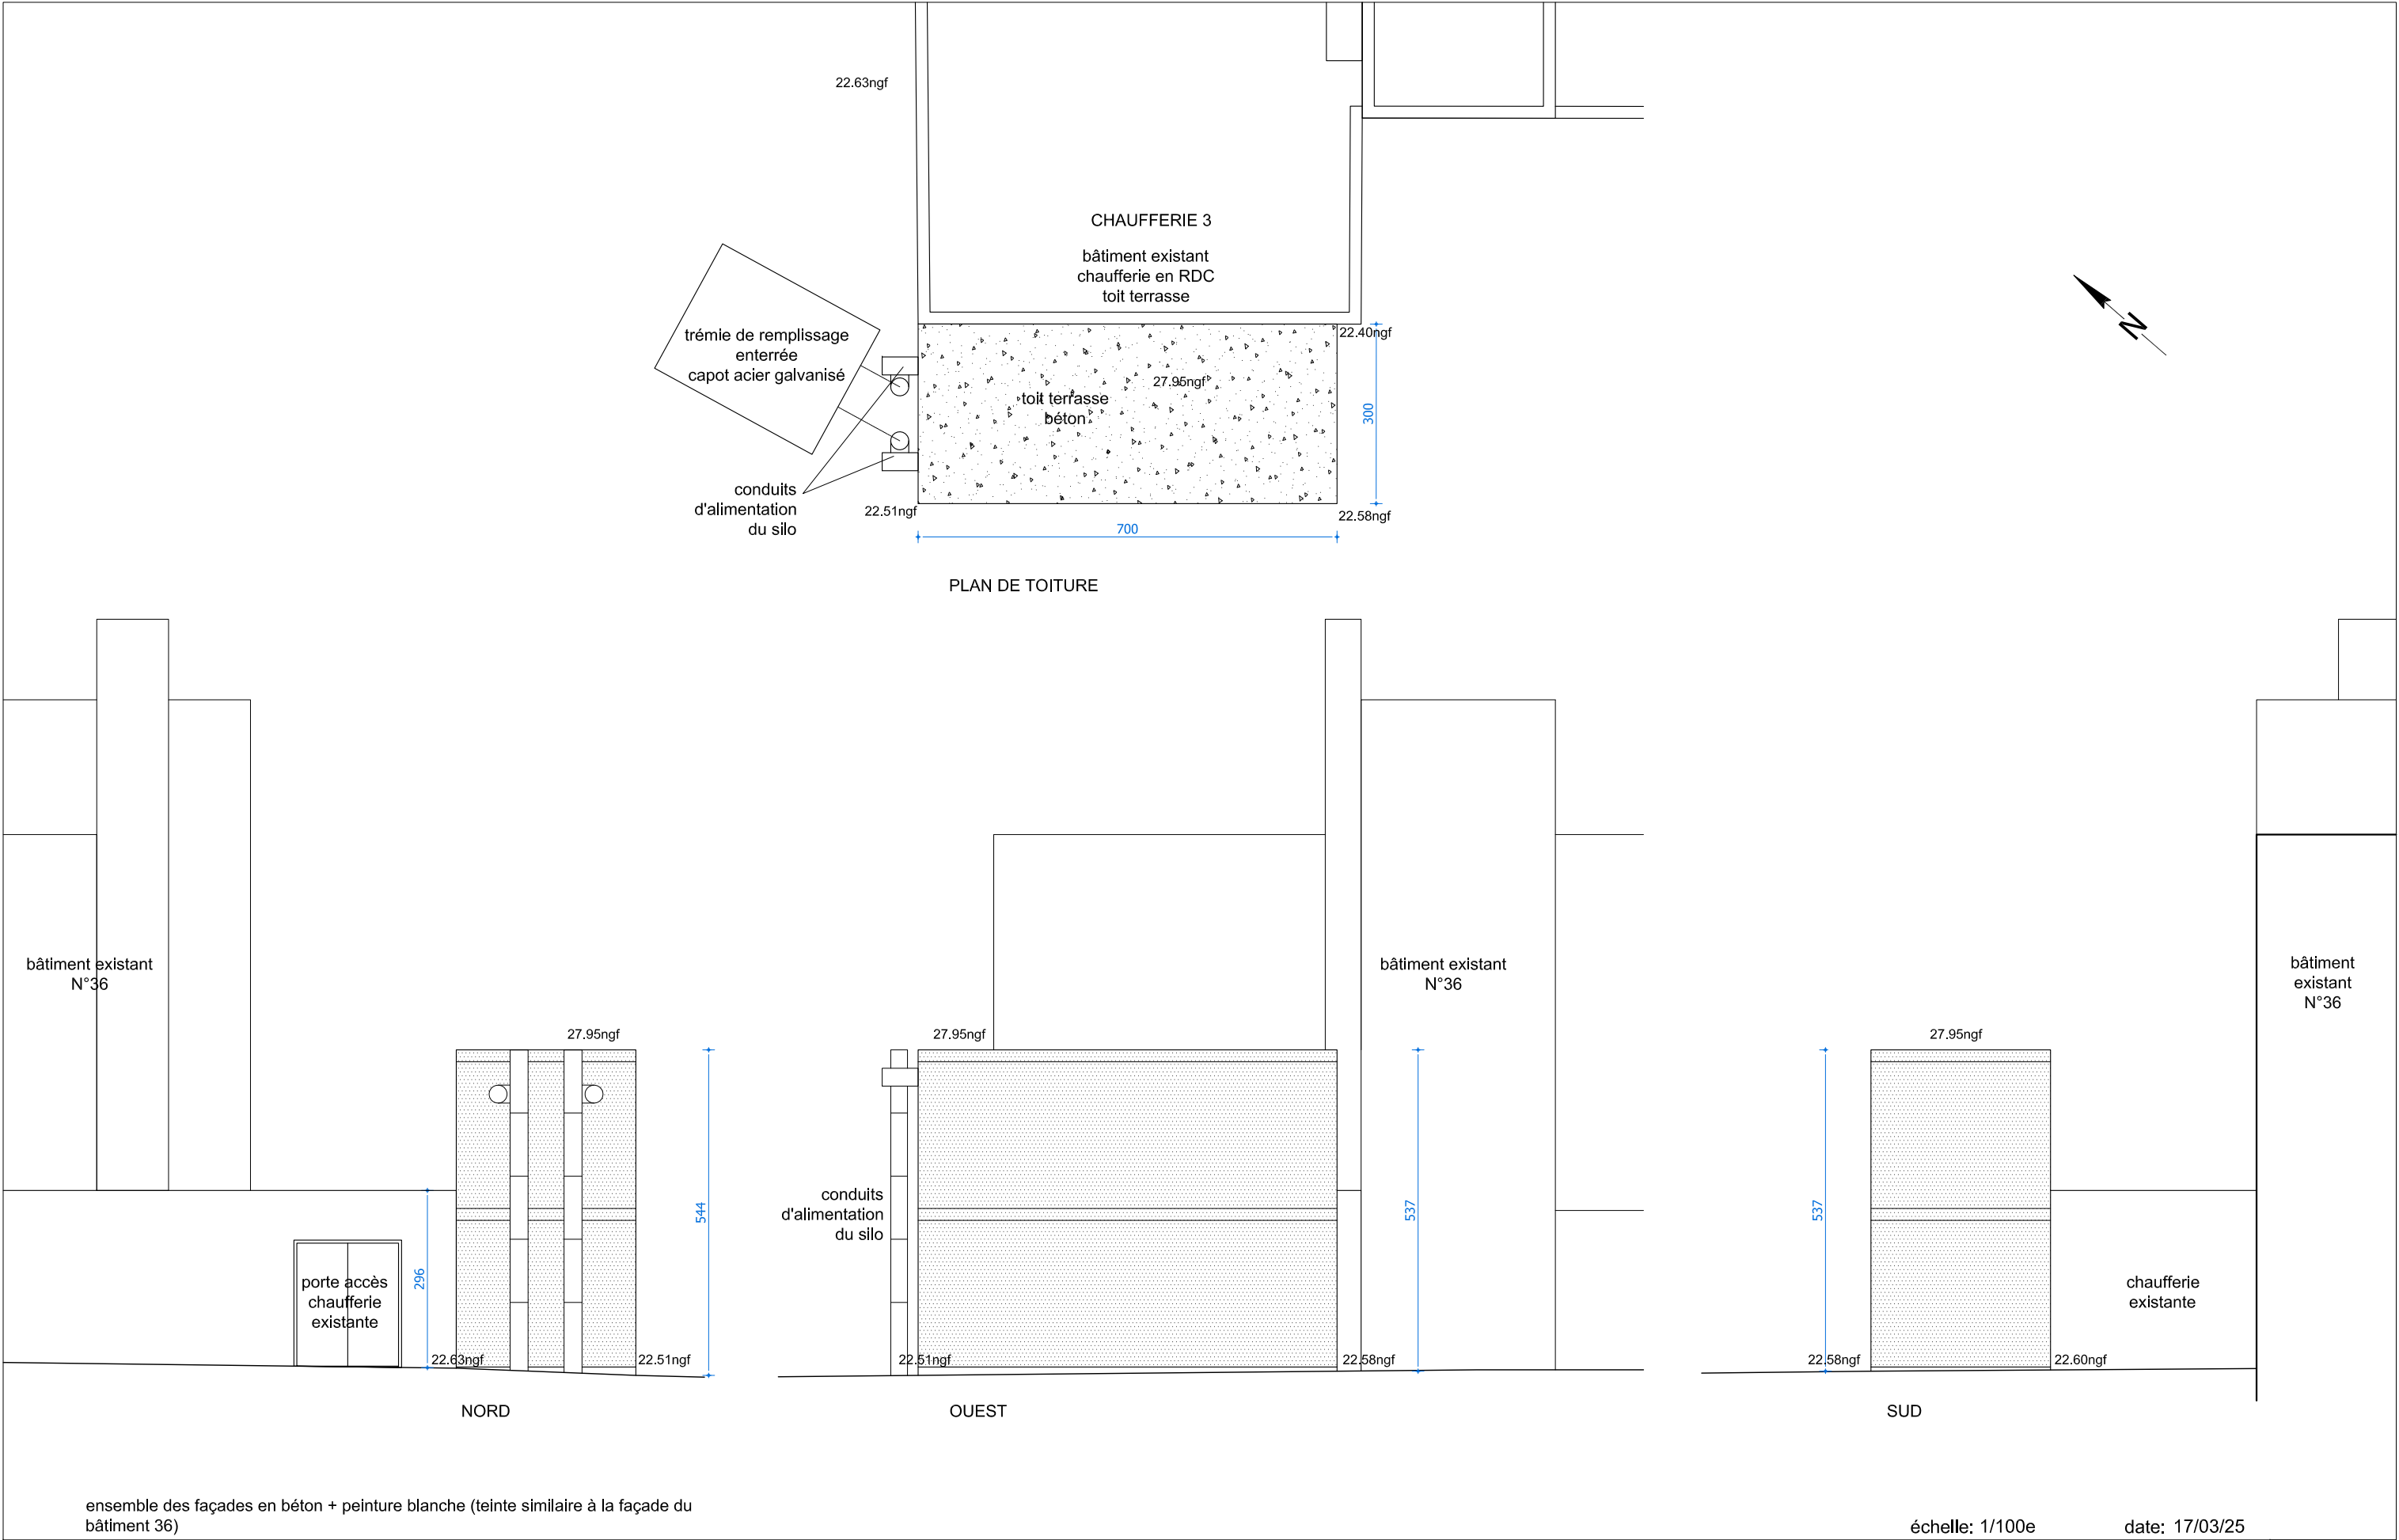 22.63ngf
CHAUFFERIE 3
bâtiment existant
chaufferie en RDC
toit terrasse
trémie de remplissage
enterrée
capot acier galvanisé
22.40ngf
27.95ngf
toit terrasse
béton
300
N
conduits
d'alimentation
du silo
22.51ngf
22.58ngf
700
PLAN DE TOITURE
bâtiment existant
N°36
27.95ngf
544
296
porte accès
chaufferie
existante
22.63ngf
22.51ngf
NORD
27.95ngf
bâtiment existant
N°36
conduits
d'alimentation
du silo
537
22.51ngf
22.58ngf
OUEST
bâtiment
existant
N°36
27.95ngf
537
chaufferie
existante
22.58ngf
22.60ngf
SUD
ensemble des façades en béton + peinture blanche (teinte similaire à la façade du
bâtiment 36)
échelle: 1/100e
date: 17/03/25